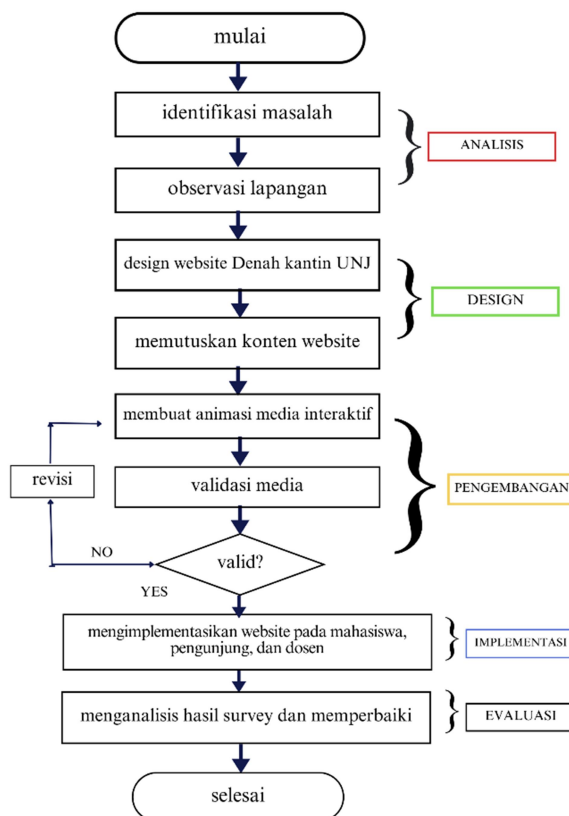 mulai
identifikasi masalah
ANALISIS
observasi lapangan
design website Denah kantin UNJ
DESIGN
memutuskan konten website
membuat animasi media interaktif
revisi
validasi media
PENGEMBANGAN
NO
valid?
YES
mengimplementasikan website pada mahasiswa,
pengunjung, dan dosen
IMPLEMENTASI
menganalisis hasil survey dan memperbaiki
EVALUASI
selesai